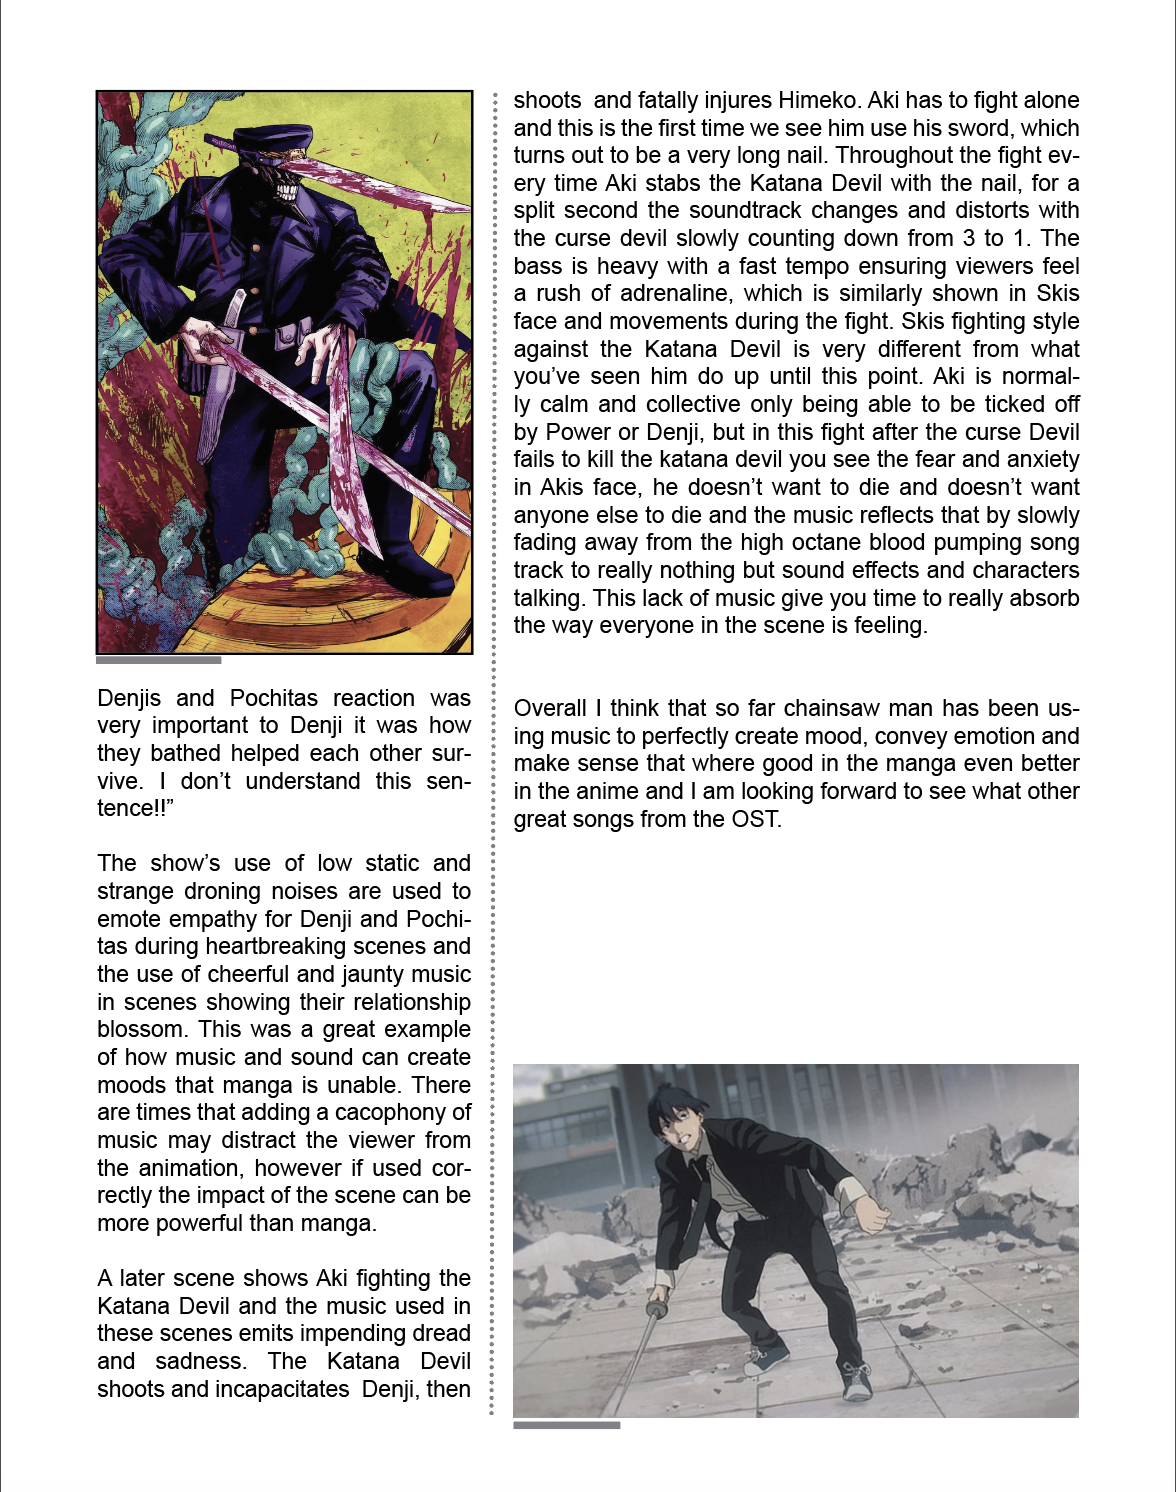 Denjis and Pochitas reaction was
very important to Denji it was how
they bathed helped each other sur-
vive. I don’t understand this sen-
tence!!”
The show’s use of low static and
strange droning noises are used to
emote empathy for Denji and Pochi-
tas during heartbreaking scenes and
the use of cheerful and jaunty music
in scenes showing their relationship
blossom. This was a great example
of how music and sound can create
moods that manga is unable. There
are times that adding a cacophony of
music may distract the viewer from
the animation, however if used cor-
rectly the impact of the scene can be
more powerful than manga.
A later scene shows Aki fighting the
Katana Devil and the music used in
these scenes emits impending dread
and sadness. The Katana Devil
shoots and incapacitates  Denji, then
shoots  and fatally injures Himeko. Aki has to fight alone
and this is the first time we see him use his sword, which
turns out to be a very long nail. Throughout the fight ev-
ery time Aki stabs the Katana Devil with the nail, for a
split second the soundtrack changes and distorts with
the curse devil slowly counting down from 3 to 1. The
bass is heavy with a fast tempo ensuring viewers feel
a rush of adrenaline, which is similarly shown in Skis
face and movements during the fight. Skis fighting style
against the Katana Devil is very different from what
you’ve seen him do up until this point. Aki is normal-
ly calm and collective only being able to be ticked off
by Power or Denji, but in this fight after the curse Devil
fails to kill the katana devil you see the fear and anxiety
in Akis face, he doesn’t want to die and doesn’t want
anyone else to die and the music reflects that by slowly
fading away from the high octane blood pumping song
track to really nothing but sound effects and characters
talking. This lack of music give you time to really absorb
the way everyone in the scene is feeling.
Overall I think that so far chainsaw man has been us-
ing music to perfectly create mood, convey emotion and
make sense that where good in the manga even better
in the anime and I am looking forward to see what other
great songs from the OST.